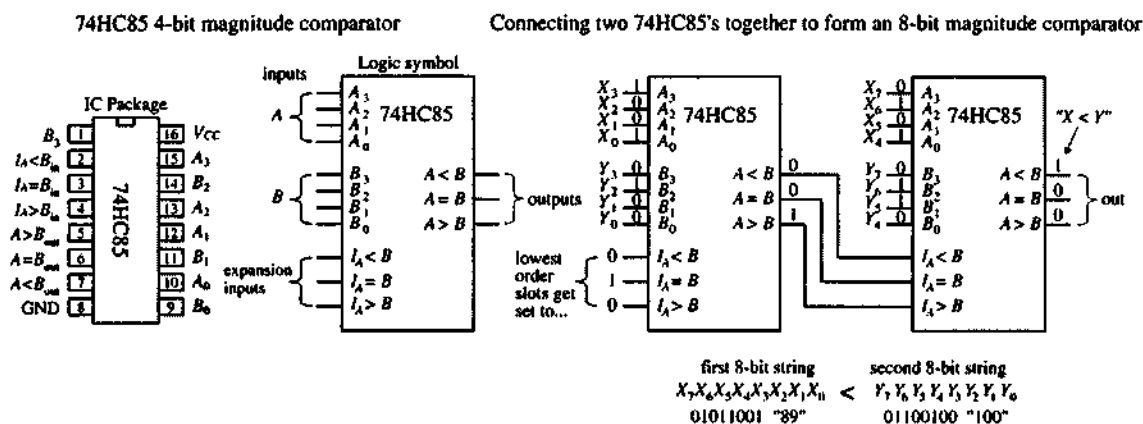 74HC85 4-bit magnitude comparator
Connecting two 74HC85's together to form an 8-bit magnitude comparator
IC Package
B3 1 16 VCC
IA<Bin 2 15 A3
IA=Bin 3 14 B2
IA>Bin 4 13 A2
A>Bout 5 12 A1
A=Bout 6 11 B1
A<Bout 7 10 A0
GND 8 9 B0
74HC85
inputs
Logic symbol
A
A3
A2
A1
A0
74HC85
B
B3
B2
B1
B0
A < B
A = B
A > B
outputs
expansion
inputs
IA < B
IA = B
IA > B
X3 1 A3
X2 0 A2
X1 0 A1
X0 1 A0
74HC85
Y3 0 B3
Y2 1 B2
Y1 0 B1
Y0 0 B0
A < B 0
A = B 0
A > B 1
lowest
order
slots get
set to...
0 IA < B
1 IA = B
0 IA > B
X7 0 A3
X6 1 A2
X5 0
X4 1 A0
74HC85
"X < Y"
Y7 0 B3
Y6 1 B2
Y5 1
Y4 0 B0
A < B 1
A = B 0
A > B 0
out
IA < B
IA = B
IA > B
first 8-bit string second 8-bit string
X7X6X5X4X3X2X1X0 < Y7Y6Y5Y4Y3Y2Y1Y0
01011001 "89" 01100100 "100"